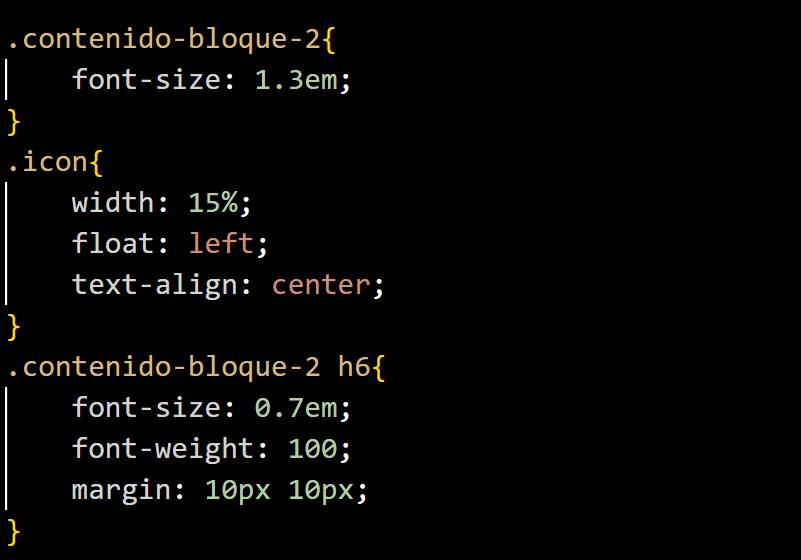 .contenido-bloque-2{
    font-size: 1.3em;
}
.icon{
    width: 15%;
    float: left;
    text-align: center;
}
.contenido-bloque-2 h6{
    font-size: 0.7em;
    font-weight: 100;
    margin: 10px 10px;
}